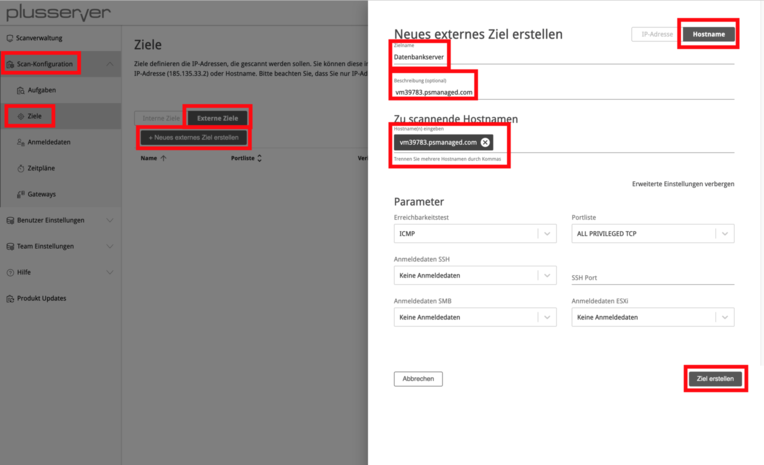 plusserver
Scanverwaltung
Scan-Konfiguration
Aufgaben
Ziele
Anmeldedaten
Zeitpläne
Gateways
Benutzer Einstellungen
Team Einstellungen
Hilfe
Produkt Updates
Ziele
Ziele definieren die IP-Adressen, die gescannt werden sollen. Sie können diese in
IP-Adresse (185.135.33.2) oder Hostname. Bitte beachten Sie, dass Sie nur IP-Ad
Interne Ziele
Externe Ziele
+ Neues externes Ziel erstellen
Name
Portliste
Neues externes Ziel erstellen
IP-Adresse
Hostname
Zielname
Datenbankserver
Beschreibung (optional)
vm39783.psmanaged.com
Zu scannende Hostnamen
Hostname(n) eingeben
vm39783.psmanaged.com
Trennen Sie mehrere Hostnamen durch Kommas
Erweiterte Einstellungen verbergen
Parameter
Erreichbarkeitstest
Portliste
ICMP
ALL PRIVILEGED TCP
Anmeldedaten SSH
Keine Anmeldedaten
SSH Port
Anmeldedaten SMB
Anmeldedaten ESXi
Keine Anmeldedaten
Keine Anmeldedaten
Abbrechen
Ziel erstellen